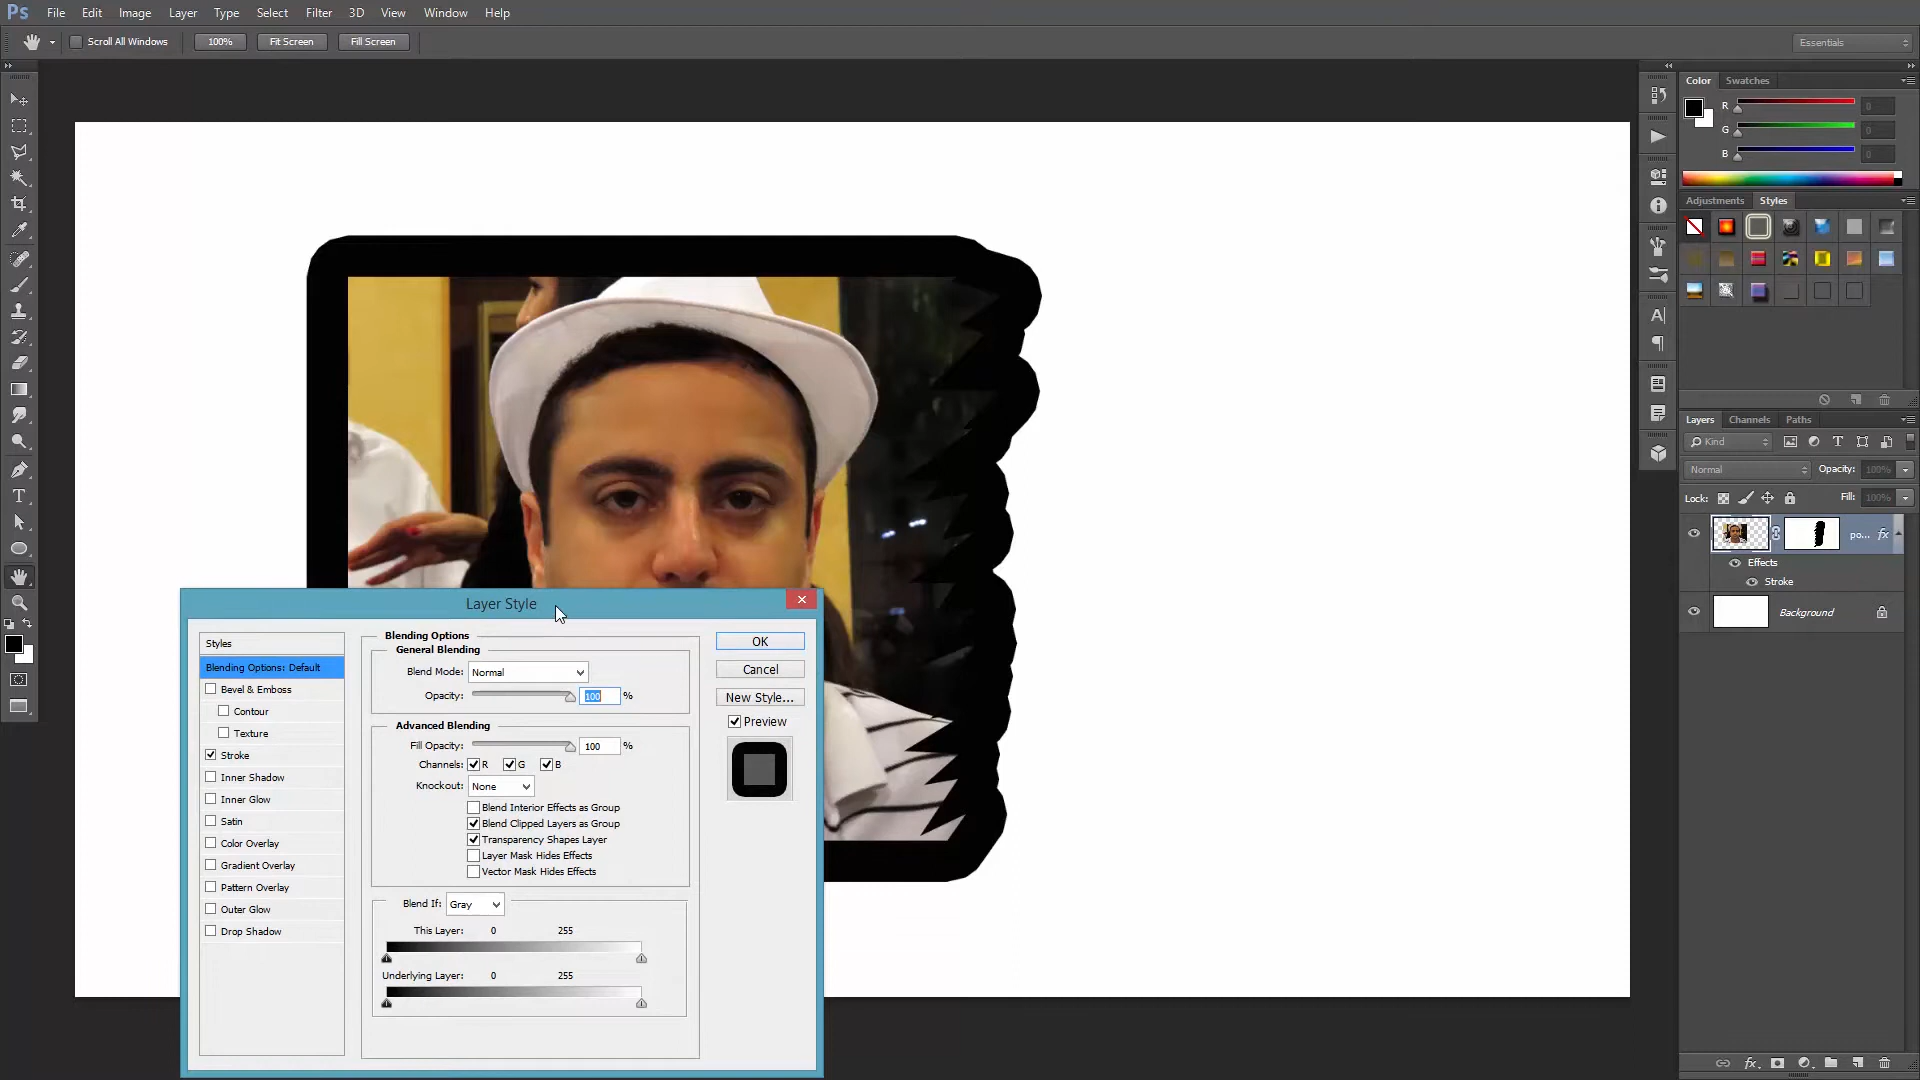 Ps File Edit Image Layer Type Select Filter 3D View Window Help
Scroll All Windows 100% Fit Screen Fill Screen Essentials
Color Swatches
R 0
G 0
B 0
Adjustments Styles
Layers Channels Paths
Kind
Normal Opacity: 100%
Lock: Fill: 100%
po... fx
Effects
Stroke
Background
Layer Style
Styles
Blending Options: Default
Bevel & Emboss
Contour
Texture
Stroke
Inner Shadow
Inner Glow
Satin
Color Overlay
Gradient Overlay
Pattern Overlay
Outer Glow
Drop Shadow
Blending Options
General Blending
Blend Mode: Normal
Opacity: 100 %
Advanced Blending
Fill Opacity: 100 %
Channels: R G B
Knockout: None
Blend Interior Effects as Group
Blend Clipped Layers as Group
Transparency Shapes Layer
Layer Mask Hides Effects
Vector Mask Hides Effects
Blend If: Gray
This Layer: 0 255
Underlying Layer: 0 255
OK
Cancel
New Style...
Preview
fx